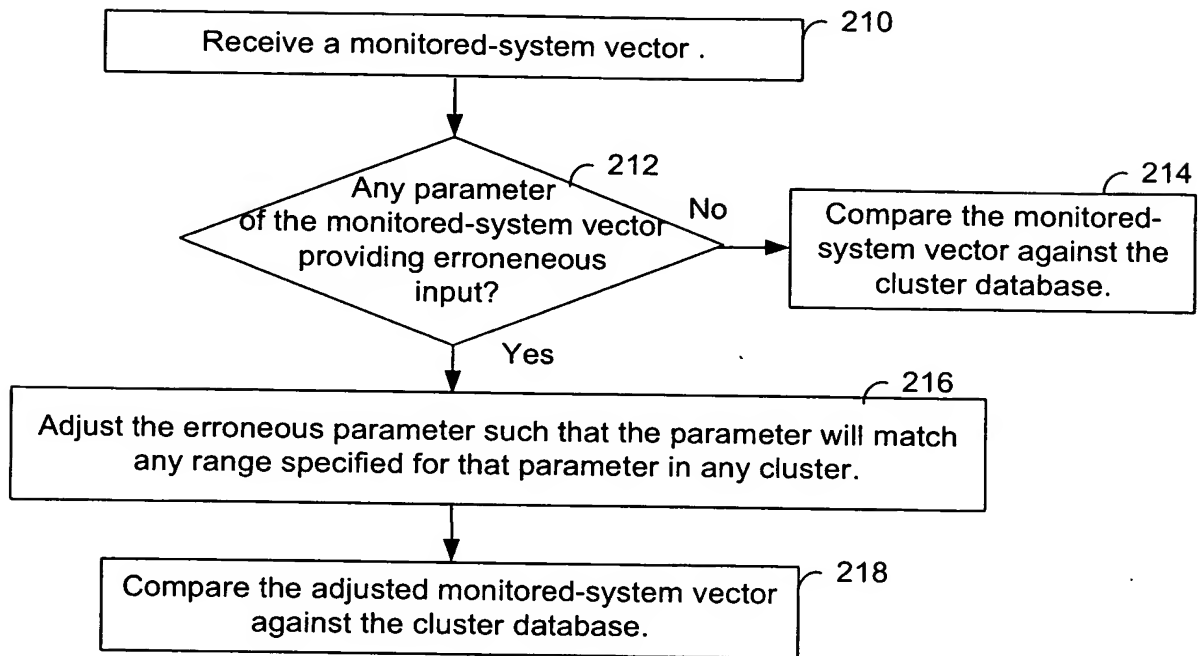 Receive a monitored-system vector .
210
212
Any parameter
of the monitored-system vector
providing erroneneous
input?
No
214
Compare the monitored-
system vector against the
cluster database.
Yes
216
Adjust the erroneous parameter such that the parameter will match
any range specified for that parameter in any cluster.
218
Compare the adjusted monitored-system vector
against the cluster database.